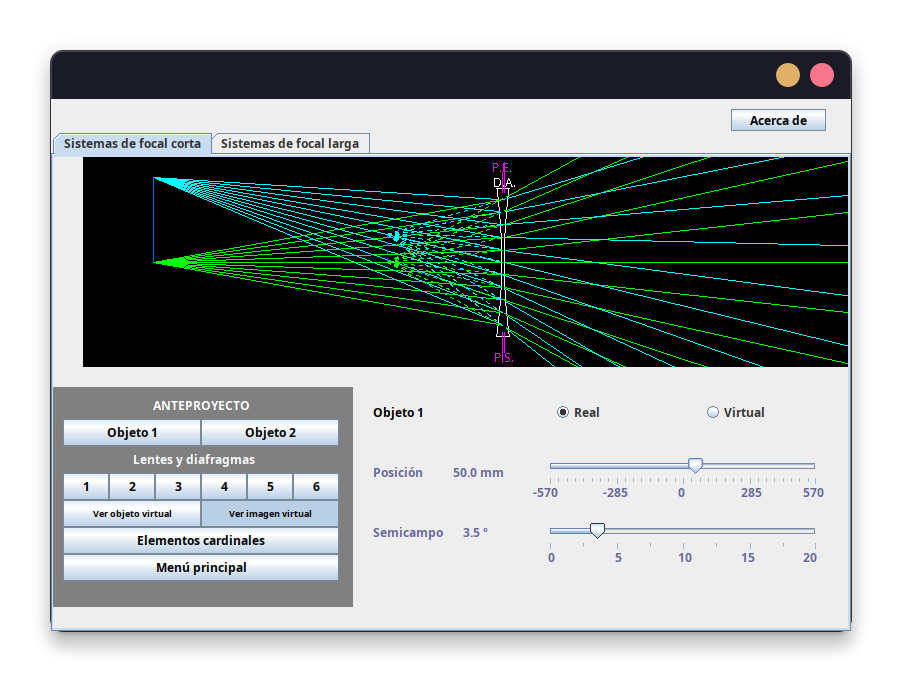 Acerca de
Sistemas de focal corta Sistemas de focal larga
P.E.
D.A.
P.S.
ANTEPROYECTO
Objeto 1 Objeto 2
Lentes y diafragmas
1 2 3 4 5 6
Ver objeto virtual Ver imagen virtual
Elementos cardinales
Menú principal
Objeto 1 Real Virtual
Posición 50.0 mm
-570 -285 0 285 570
Semicampo 3.5 º
0 5 10 15 20